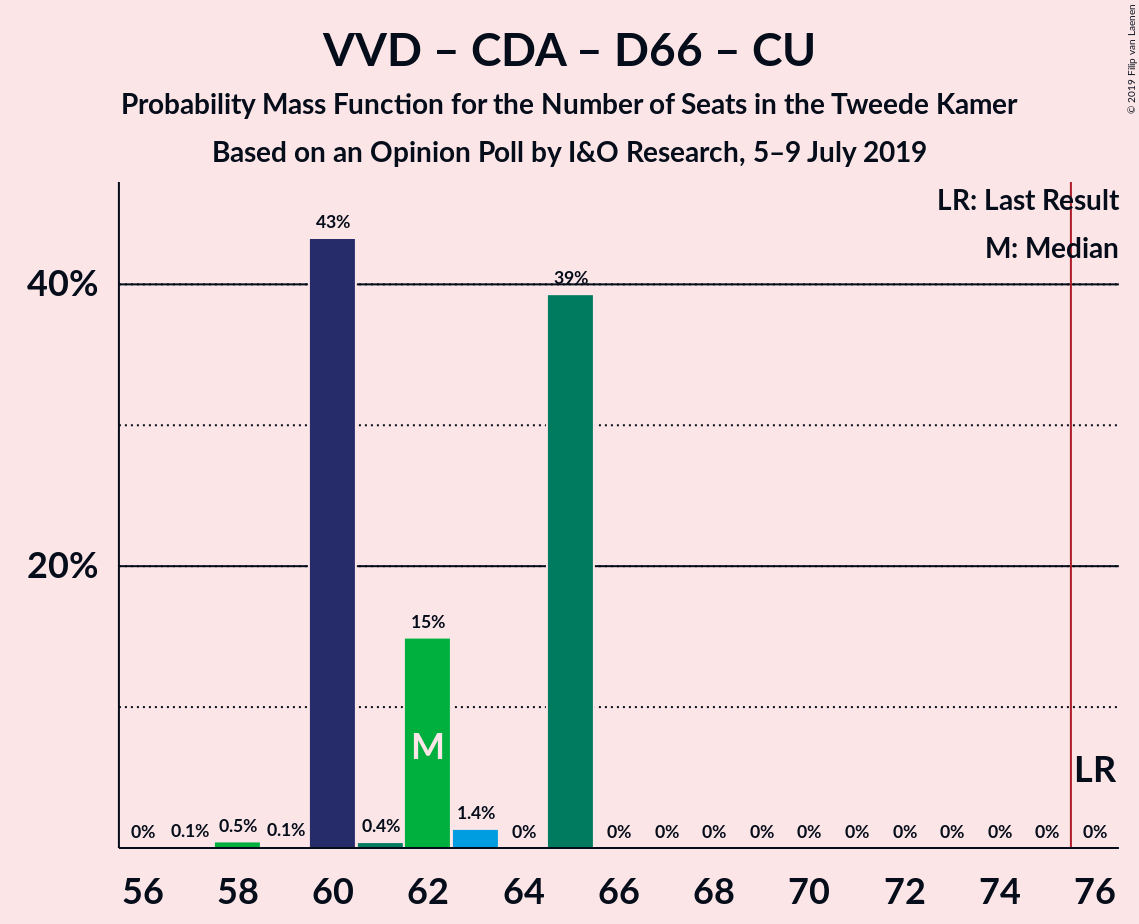 VVD – CDA – D66 – CU
Probability Mass Function for the Number of Seats in the Tweede Kamer
Based on an Opinion Poll by I&O Research, 5–9 July 2019
© 2019 Filip van Laenen
LR: Last Result
M: Median
43%
39%
40%
20%
15%
M
LR
0% 0.1% 0.5% 0.1% 0.4% 1.4% 0% 0% 0% 0% 0% 0% 0% 0% 0% 0% 0%
56 58 60 62 64 66 68 70 72 74 76